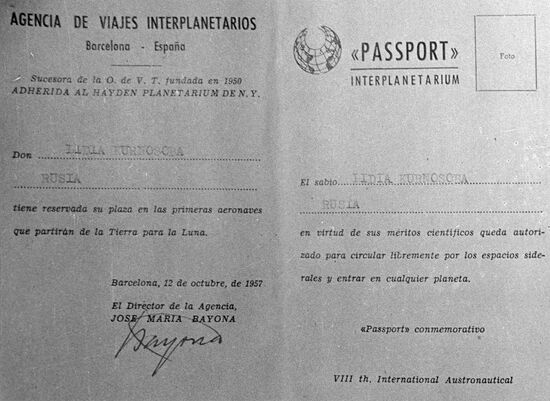 AGENCIA DE VIAJES INTERPLANETARIOS
Barcelona - España
Sucesora de la O. de V. T. fundada en 1950
ADHERIDA AL HAYDEN PLANETARIUM DE N. Y.
Don LIDIA KURNOSOBA
RUSIA
tiene reservada su plaza en las primeras aeronaves
que partirán de la Tierra para la Luna.
Barcelona, 12 de octubre, de 1957
El Director de la Agencia,
JOSE MARIA BAYONA
Bayona
«PASSPORT»
INTERPLANETARIUM
Foto
El sabio LIDIA KURNOSOBA
RUSIA
en virtud de sus méritos científicos queda autori-
zado para circular libremente por los espacios side-
rales y entrar en cualquier planeta.
«Passport» conmemorativo
VIII th. International Austronautical